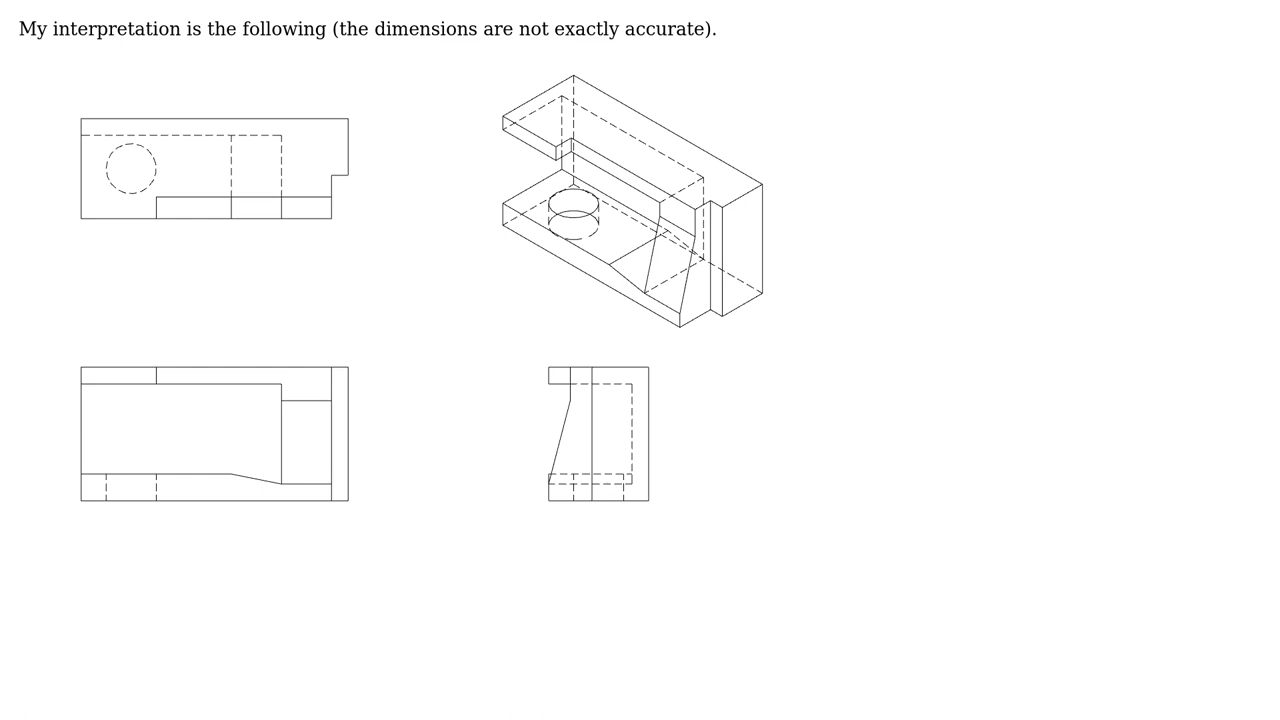 My interpretation is the following (the dimensions are not exactly accurate).